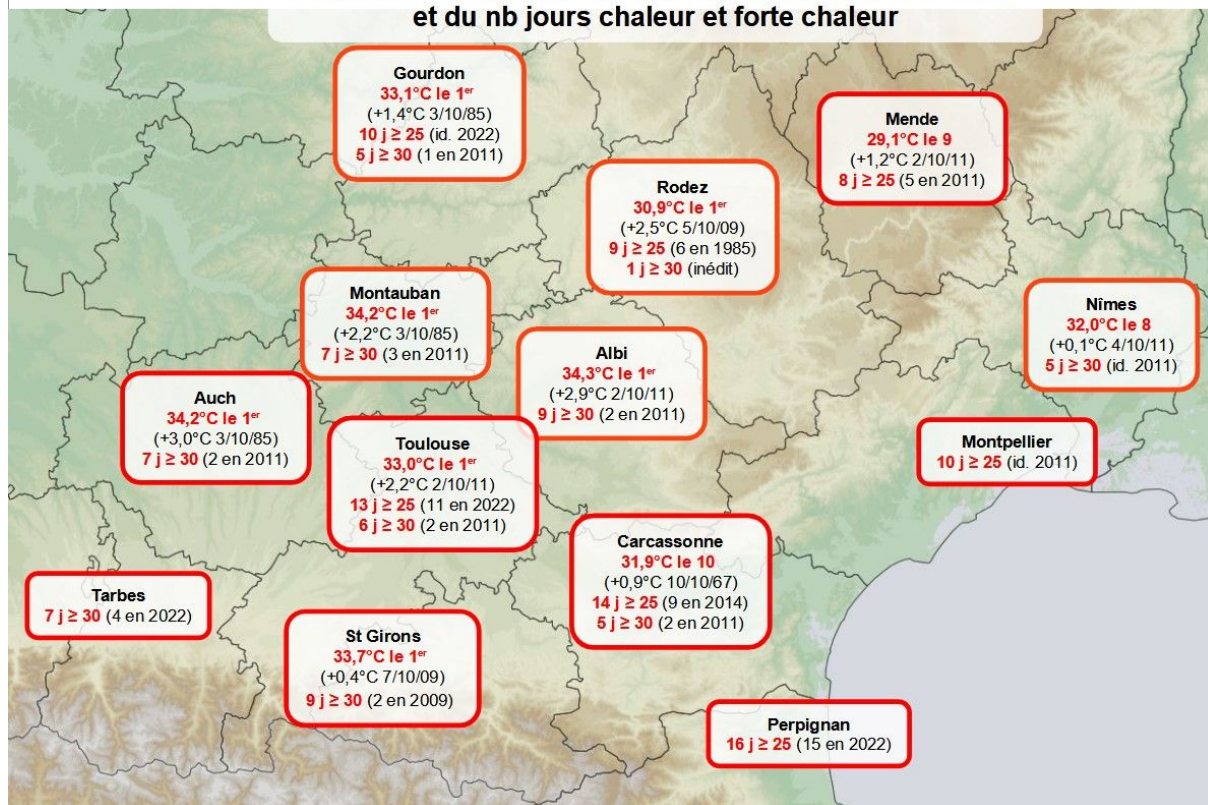 et du nb jours chaleur et forte chaleur
Gourdon
33,1°C le 1er
(+1,4°C 3/10/85)
10 j ≥ 25 (id. 2022)
5 j ≥ 30 (1 en 2011)
Mende
29,1°C le 9
(+1,2°C 2/10/11)
8 j ≥ 25 (5 en 2011)
Rodez
30,9°C le 1er
(+2,5°C 5/10/09)
9 j ≥ 25 (6 en 1985)
1 j ≥ 30 (inédit)
Montauban
34,2°C le 1er
(+2,2°C 3/10/85)
7 j ≥ 30 (3 en 2011)
Nîmes
32,0°C le 8
(+0,1°C 4/10/11)
5 j ≥ 30 (id. 2011)
Albi
34,3°C le 1er
(+2,9°C 2/10/11)
9 j ≥ 30 (2 en 2011)
Auch
34,2°C le 1er
(+3,0°C 3/10/85)
7 j ≥ 30 (2 en 2011)
Toulouse
33,0°C le 1er
(+2,2°C 2/10/11)
13 j ≥ 25 (11 en 2022)
6 j ≥ 30 (2 en 2011)
Montpellier
10 j ≥ 25 (id. 2011)
Carcassonne
31,9°C le 10
(+0,9°C 10/10/67)
14 j ≥ 25 (9 en 2014)
5 j ≥ 30 (2 en 2011)
Tarbes
7 j ≥ 30 (4 en 2022)
St Girons
33,7°C le 1er
(+0,4°C 7/10/09)
9 j ≥ 30 (2 en 2009)
Perpignan
16 j ≥ 25 (15 en 2022)